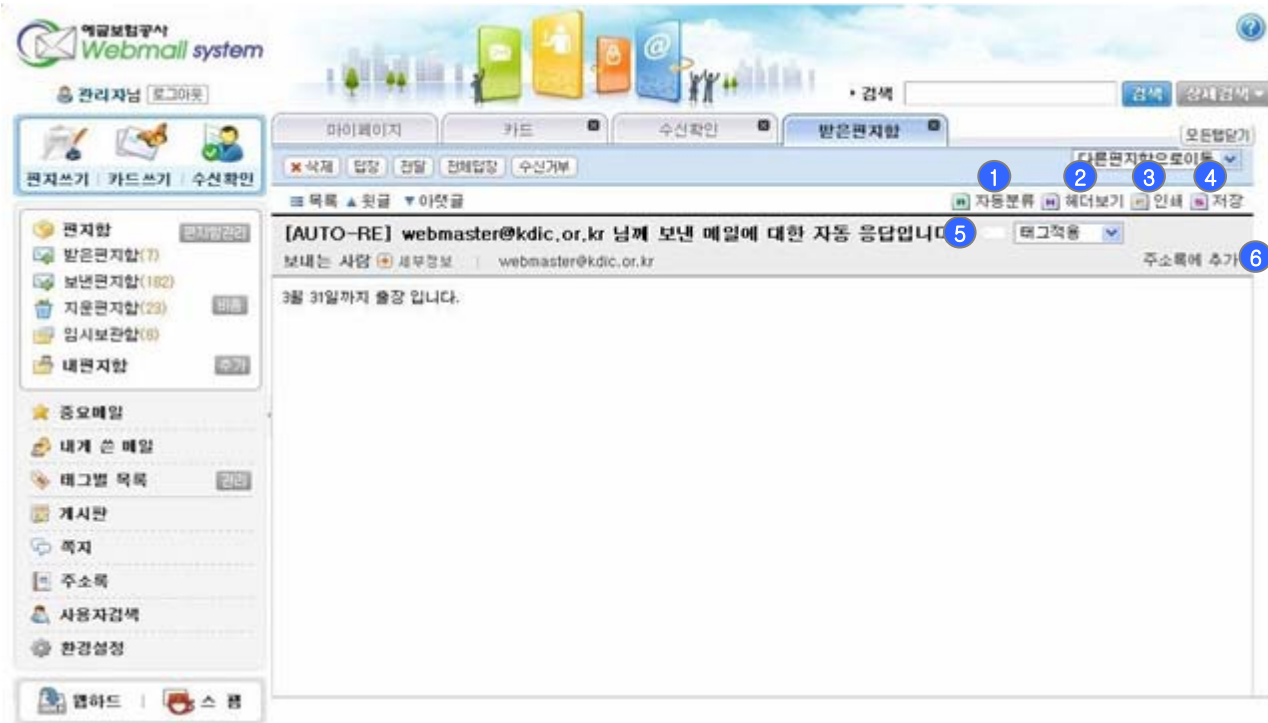 예금보험공사
Webmail system
관리자님 로그아웃
검색
검색 상세검색
편지쓰기 카드쓰기 수신확인
마이페이지 카드 수신확인 받은편지함 모든탭닫기
삭제 답장 전달 전체답장 수신거부 다른편지함으로이동
1 2 3 4
목록 ▲ 윗글 ▼ 아랫글 자동분류 헤더보기 인쇄 저장
편지함 편지함관리
받은편지함(7)
보낸편지함(182)
지운편지함(23) 비움
임시보관함(6)
내편지함 추가
중요메일
내게 쓴 메일
태그별 목록 관리
게시판
쪽지
주소록
사용자검색
환경설정
웹하드 스 팸
[AUTO-RE] webmaster@kdic.or.kr 님께 보낸 메일에 대한 자동 응답입니다 5 태그적용
보내는 사람 세부정보 webmaster@kdic.or.kr 주소록에 추가 6
3월 31일까지 출장 입니다.